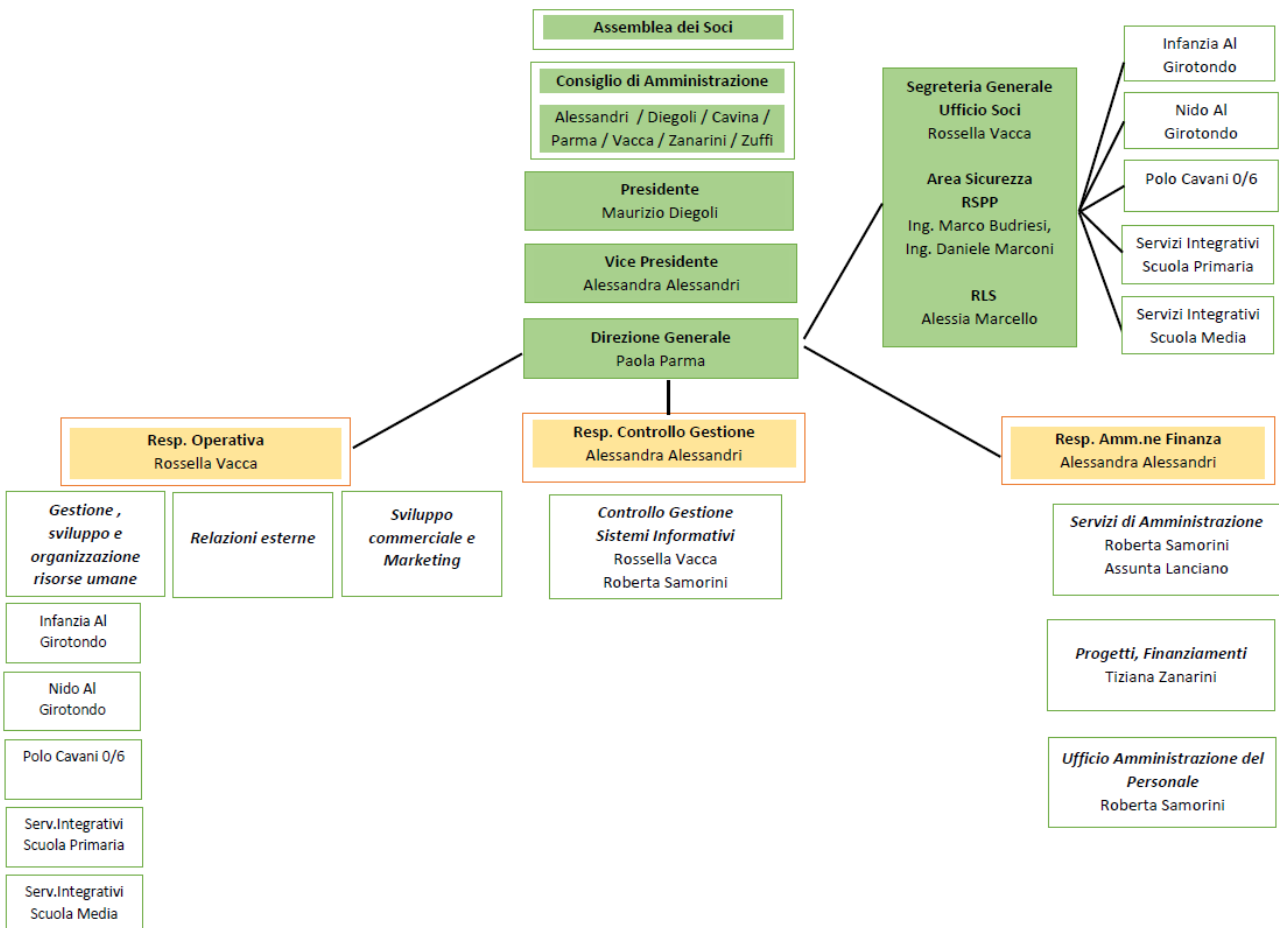 Assemblea dei Soci
Consiglio di Amministrazione
Alessandri / Diegoli / Cavina /
Parma / Vacca / Zanarini / Zuffi
Presidente
Maurizio Diegoli
Vice Presidente
Alessandra Alessandri
Direzione Generale
Paola Parma
Segreteria Generale
Ufficio Soci
Rossella Vacca
Area Sicurezza
RSPP
Ing. Marco Budriesi,
Ing. Daniele Marconi
RLS
Alessia Marcello
Infanzia Al
Girotondo
Nido Al
Girotondo
Polo Cavani 0/6
Servizi Integrativi
Scuola Primaria
Servizi Integrativi
Scuola Media
Resp. Operativa
Rossella Vacca
Gestione ,
sviluppo e
organizzazione
risorse umane
Relazioni esterne
Sviluppo
commerciale e
Marketing
Infanzia Al
Girotondo
Nido Al
Girotondo
Polo Cavani 0/6
Serv.Integrativi
Scuola Primaria
Serv.Integrativi
Scuola Media
Resp. Controllo Gestione
Alessandra Alessandri
Controllo Gestione
Sistemi Informativi
Rossella Vacca
Roberta Samorini
Resp. Amm.ne Finanza
Alessandra Alessandri
Servizi di Amministrazione
Roberta Samorini
Assunta Lanciano
Progetti, Finanziamenti
Tiziana Zanarini
Ufficio Amministrazione del
Personale
Roberta Samorini